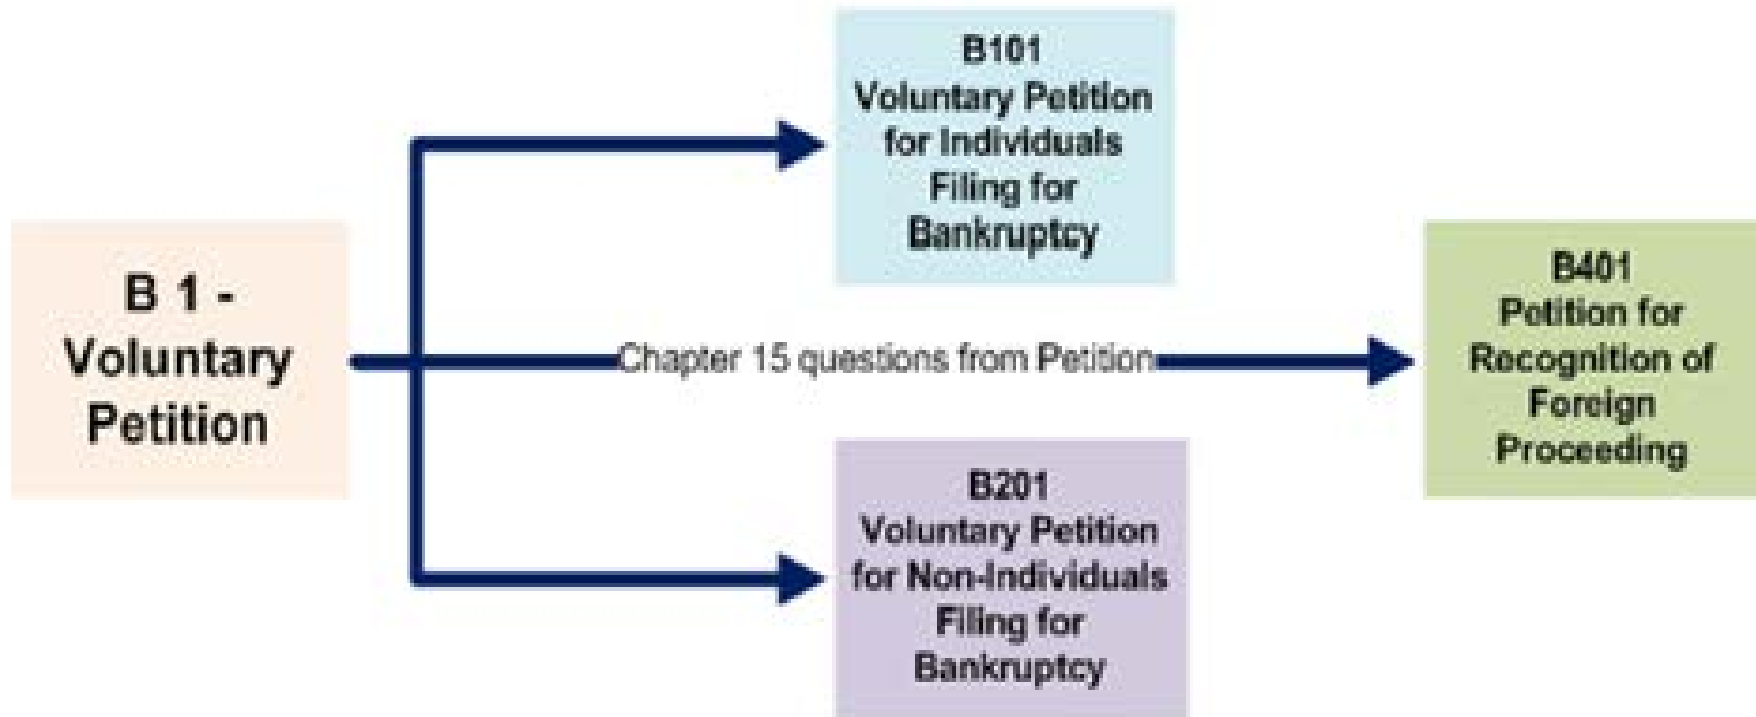 B 1 -
Voluntary
Petition
B101
Voluntary Petition
for Individuals
Filing for
Bankruptcy
Chapter 15 questions from Petition
B201
Voluntary Petition
for Non-Individuals
Filing for
Bankruptcy
B401
Petition for
Recognition of
Foreign
Proceeding